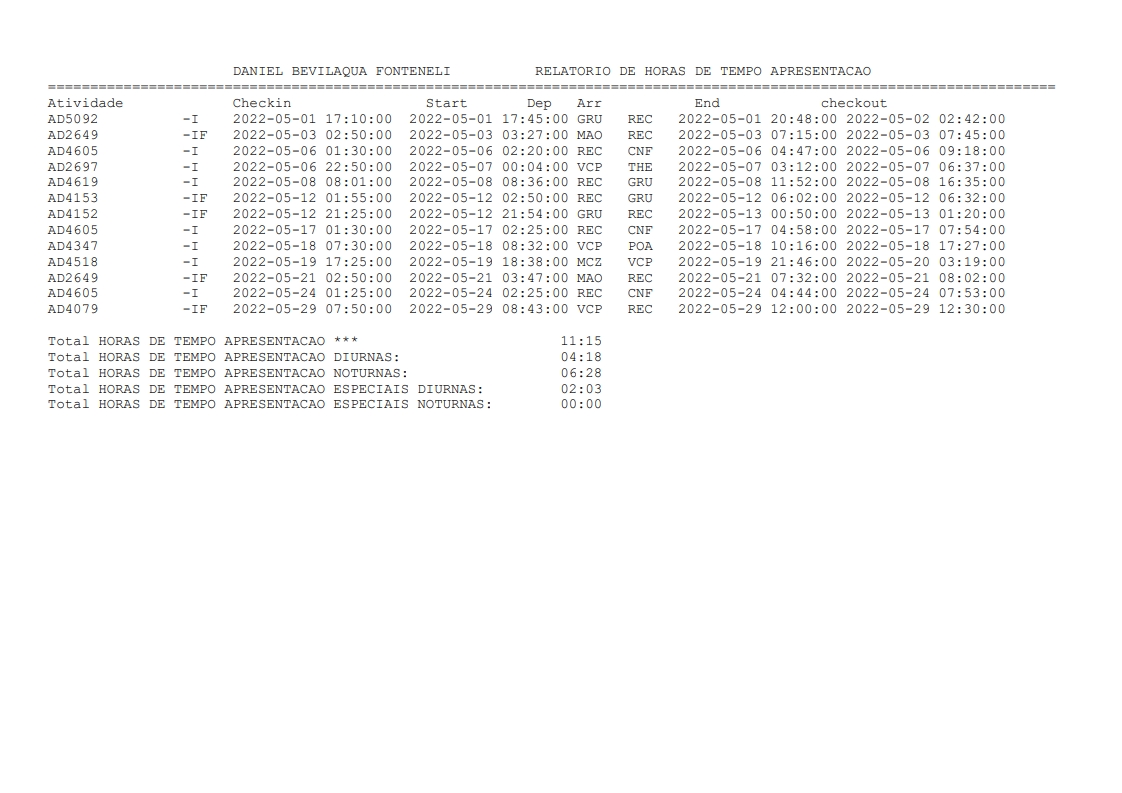 DANIEL BEVILAQUA FONTENELI RELATORIO DE HORAS DE TEMPO APRESENTACAO
========================================================================================================================
Atividade Checkin Start Dep Arr End checkout
AD5092 -I 2022-05-01 17:10:00 2022-05-01 17:45:00 GRU REC 2022-05-01 20:48:00 2022-05-02 02:42:00
AD2649 -IF 2022-05-03 02:50:00 2022-05-03 03:27:00 MAO REC 2022-05-03 07:15:00 2022-05-03 07:45:00
AD4605 -I 2022-05-06 01:30:00 2022-05-06 02:20:00 REC CNF 2022-05-06 04:47:00 2022-05-06 09:18:00
AD2697 -I 2022-05-06 22:50:00 2022-05-07 00:04:00 VCP THE 2022-05-07 03:12:00 2022-05-07 06:37:00
AD4619 -I 2022-05-08 08:01:00 2022-05-08 08:36:00 REC GRU 2022-05-08 11:52:00 2022-05-08 16:35:00
AD4153 -IF 2022-05-12 01:55:00 2022-05-12 02:50:00 REC GRU 2022-05-12 06:02:00 2022-05-12 06:32:00
AD4152 -IF 2022-05-12 21:25:00 2022-05-12 21:54:00 GRU REC 2022-05-13 00:50:00 2022-05-13 01:20:00
AD4605 -I 2022-05-17 01:30:00 2022-05-17 02:25:00 REC CNF 2022-05-17 04:58:00 2022-05-17 07:54:00
AD4347 -I 2022-05-18 07:30:00 2022-05-18 08:32:00 VCP POA 2022-05-18 10:16:00 2022-05-18 17:27:00
AD4518 -I 2022-05-19 17:25:00 2022-05-19 18:38:00 MCZ VCP 2022-05-19 21:46:00 2022-05-20 03:19:00
AD2649 -IF 2022-05-21 02:50:00 2022-05-21 03:47:00 MAO REC 2022-05-21 07:32:00 2022-05-21 08:02:00
AD4605 -I 2022-05-24 01:25:00 2022-05-24 02:25:00 REC CNF 2022-05-24 04:44:00 2022-05-24 07:53:00
AD4079 -IF 2022-05-29 07:50:00 2022-05-29 08:43:00 VCP REC 2022-05-29 12:00:00 2022-05-29 12:30:00
Total HORAS DE TEMPO APRESENTACAO *** 11:15
Total HORAS DE TEMPO APRESENTACAO DIURNAS: 04:18
Total HORAS DE TEMPO APRESENTACAO NOTURNAS: 06:28
Total HORAS DE TEMPO APRESENTACAO ESPECIAIS DIURNAS: 02:03
Total HORAS DE TEMPO APRESENTACAO ESPECIAIS NOTURNAS: 00:00